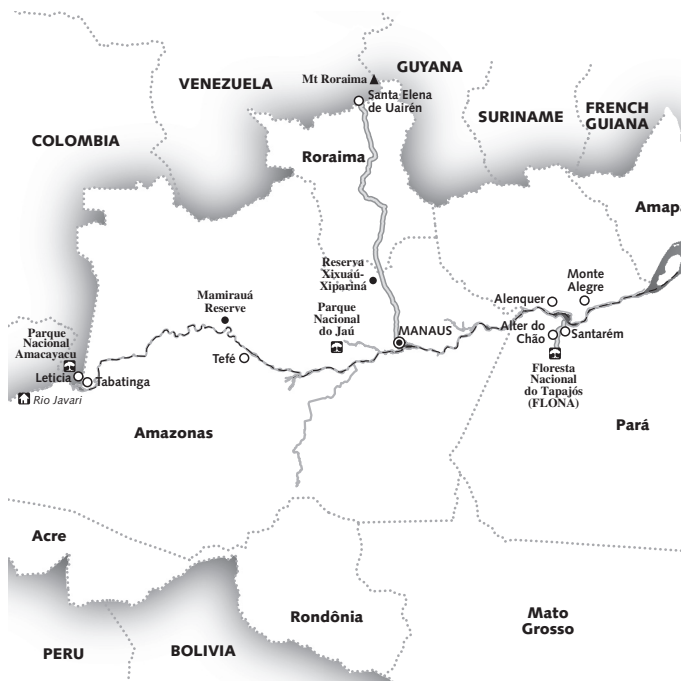 GUYANA
Mt Roraima
VENEZUELA
Santa Elena
de Uairén
SURINAME
FRENCH
GUIANA
COLOMBIA
Roraima
Amapá
Reserva
Xixuaú-
Xiparinã
Monte
Alegre
Mamirauá
Reserve
Alenquer
Parque
Nacional
do Jaú
MANAUS
Alter do
Chão
Santarém
Parque
Nacional
Amacayacu
Tefé
Floresta
Nacional
do Tapajós
(FLONA)
Leticia
Tabatinga
Rio Javari
Amazonas
Pará
Acre
Rondônia
Mato
Grosso
PERU
BOLIVIA